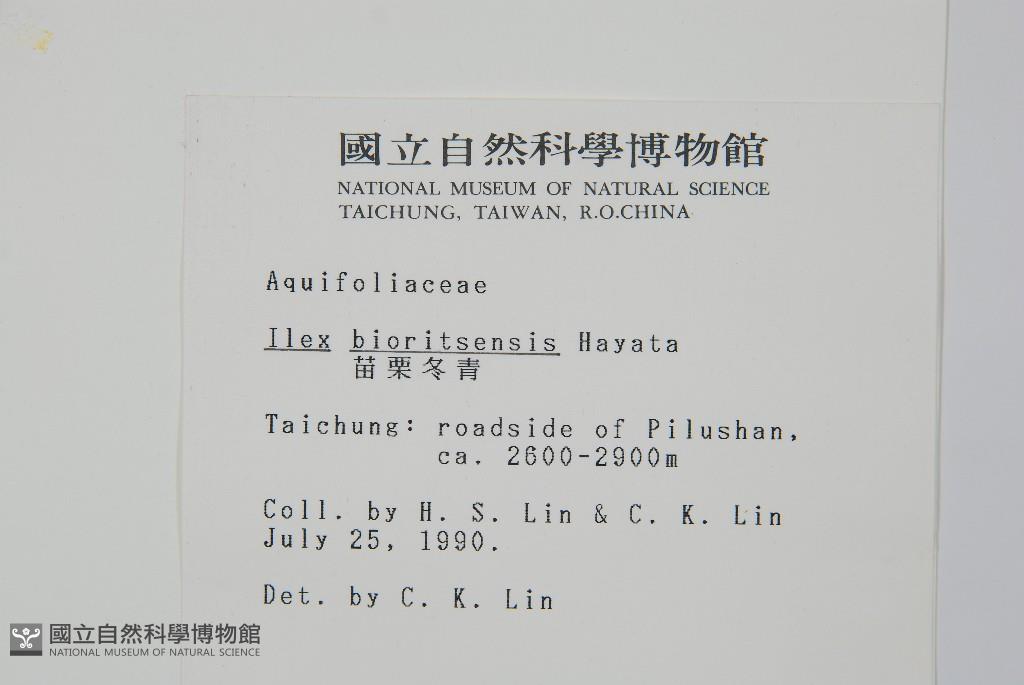 國立自然科學博物館
NATIONAL MUSEUM OF NATURAL SCIENCE
TAICHUNG, TAIWAN, R.O.CHINA
Aquifoliaceae
Ilex bioritsensis Hayata
苗栗冬青
Taichung: roadside of Pilushan,
ca. 2600-2900m
Coll. by H. S. Lin & C. K. Lin
July 25, 1990.
Det. by C. K. Lin
國立自然科學博物館
NATIONAL MUSEUM OF NATURAL SCIENCE